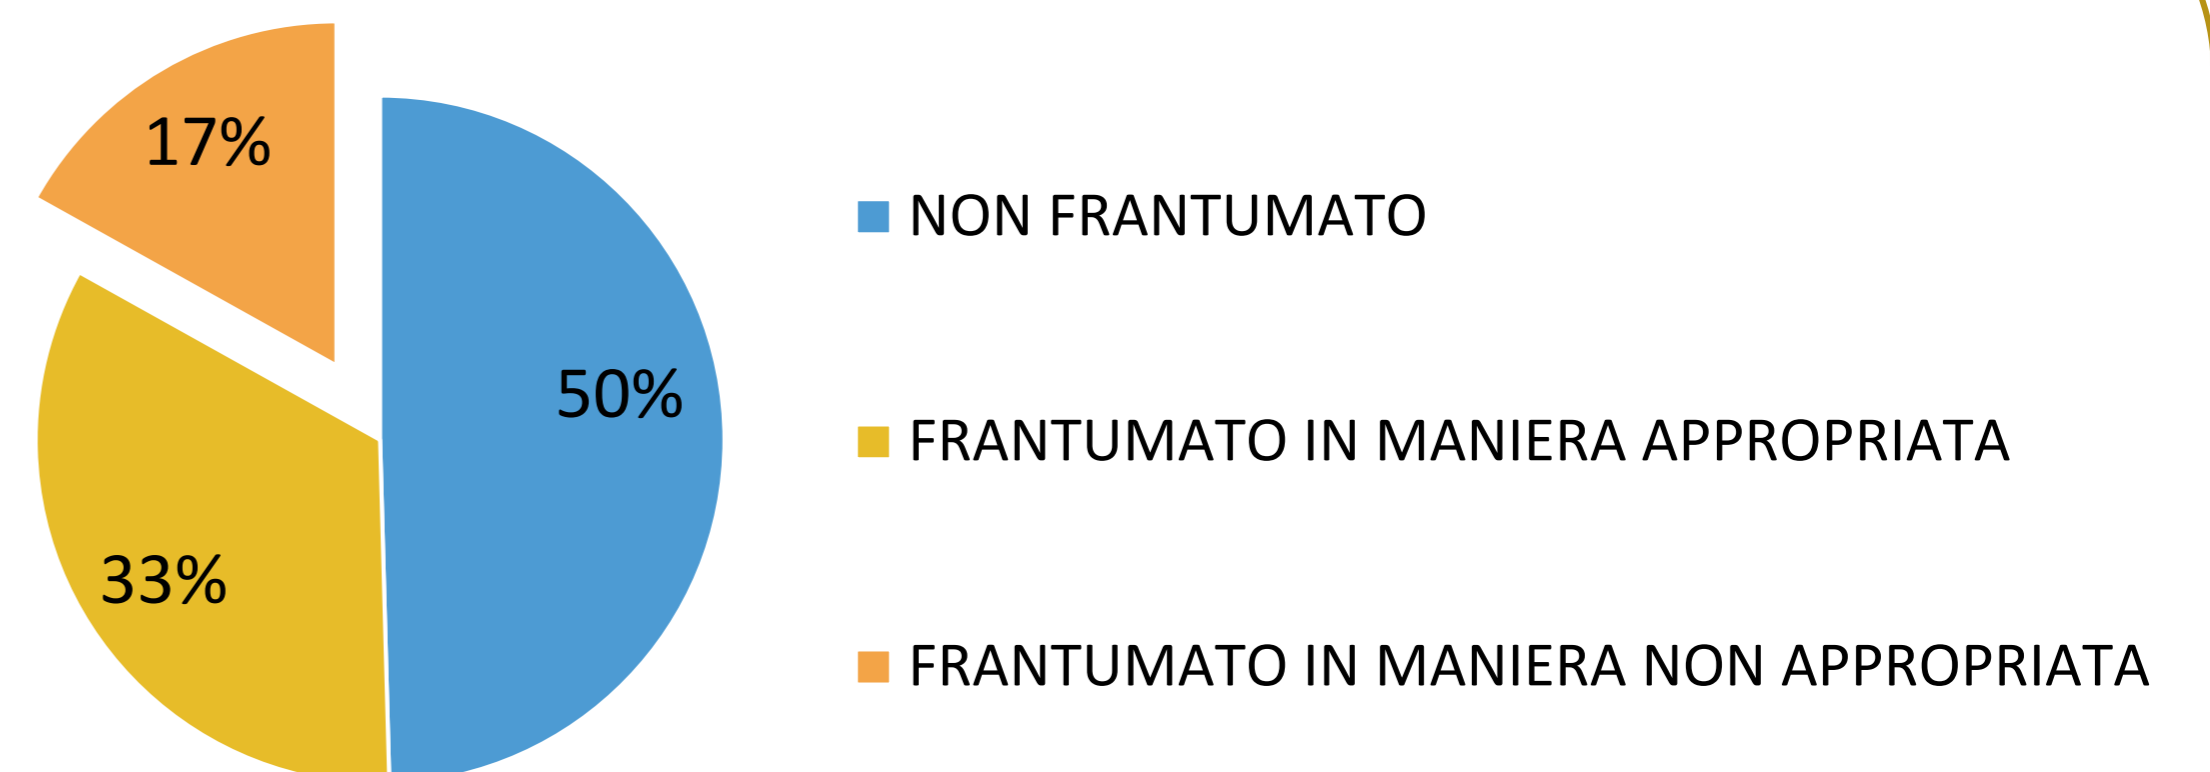 17%
50%
33%
NON FRANTUMATO
FRANTUMATO IN MANIERA APPROPRIATA
FRANTUMATO IN MANIERA NON APPROPRIATA